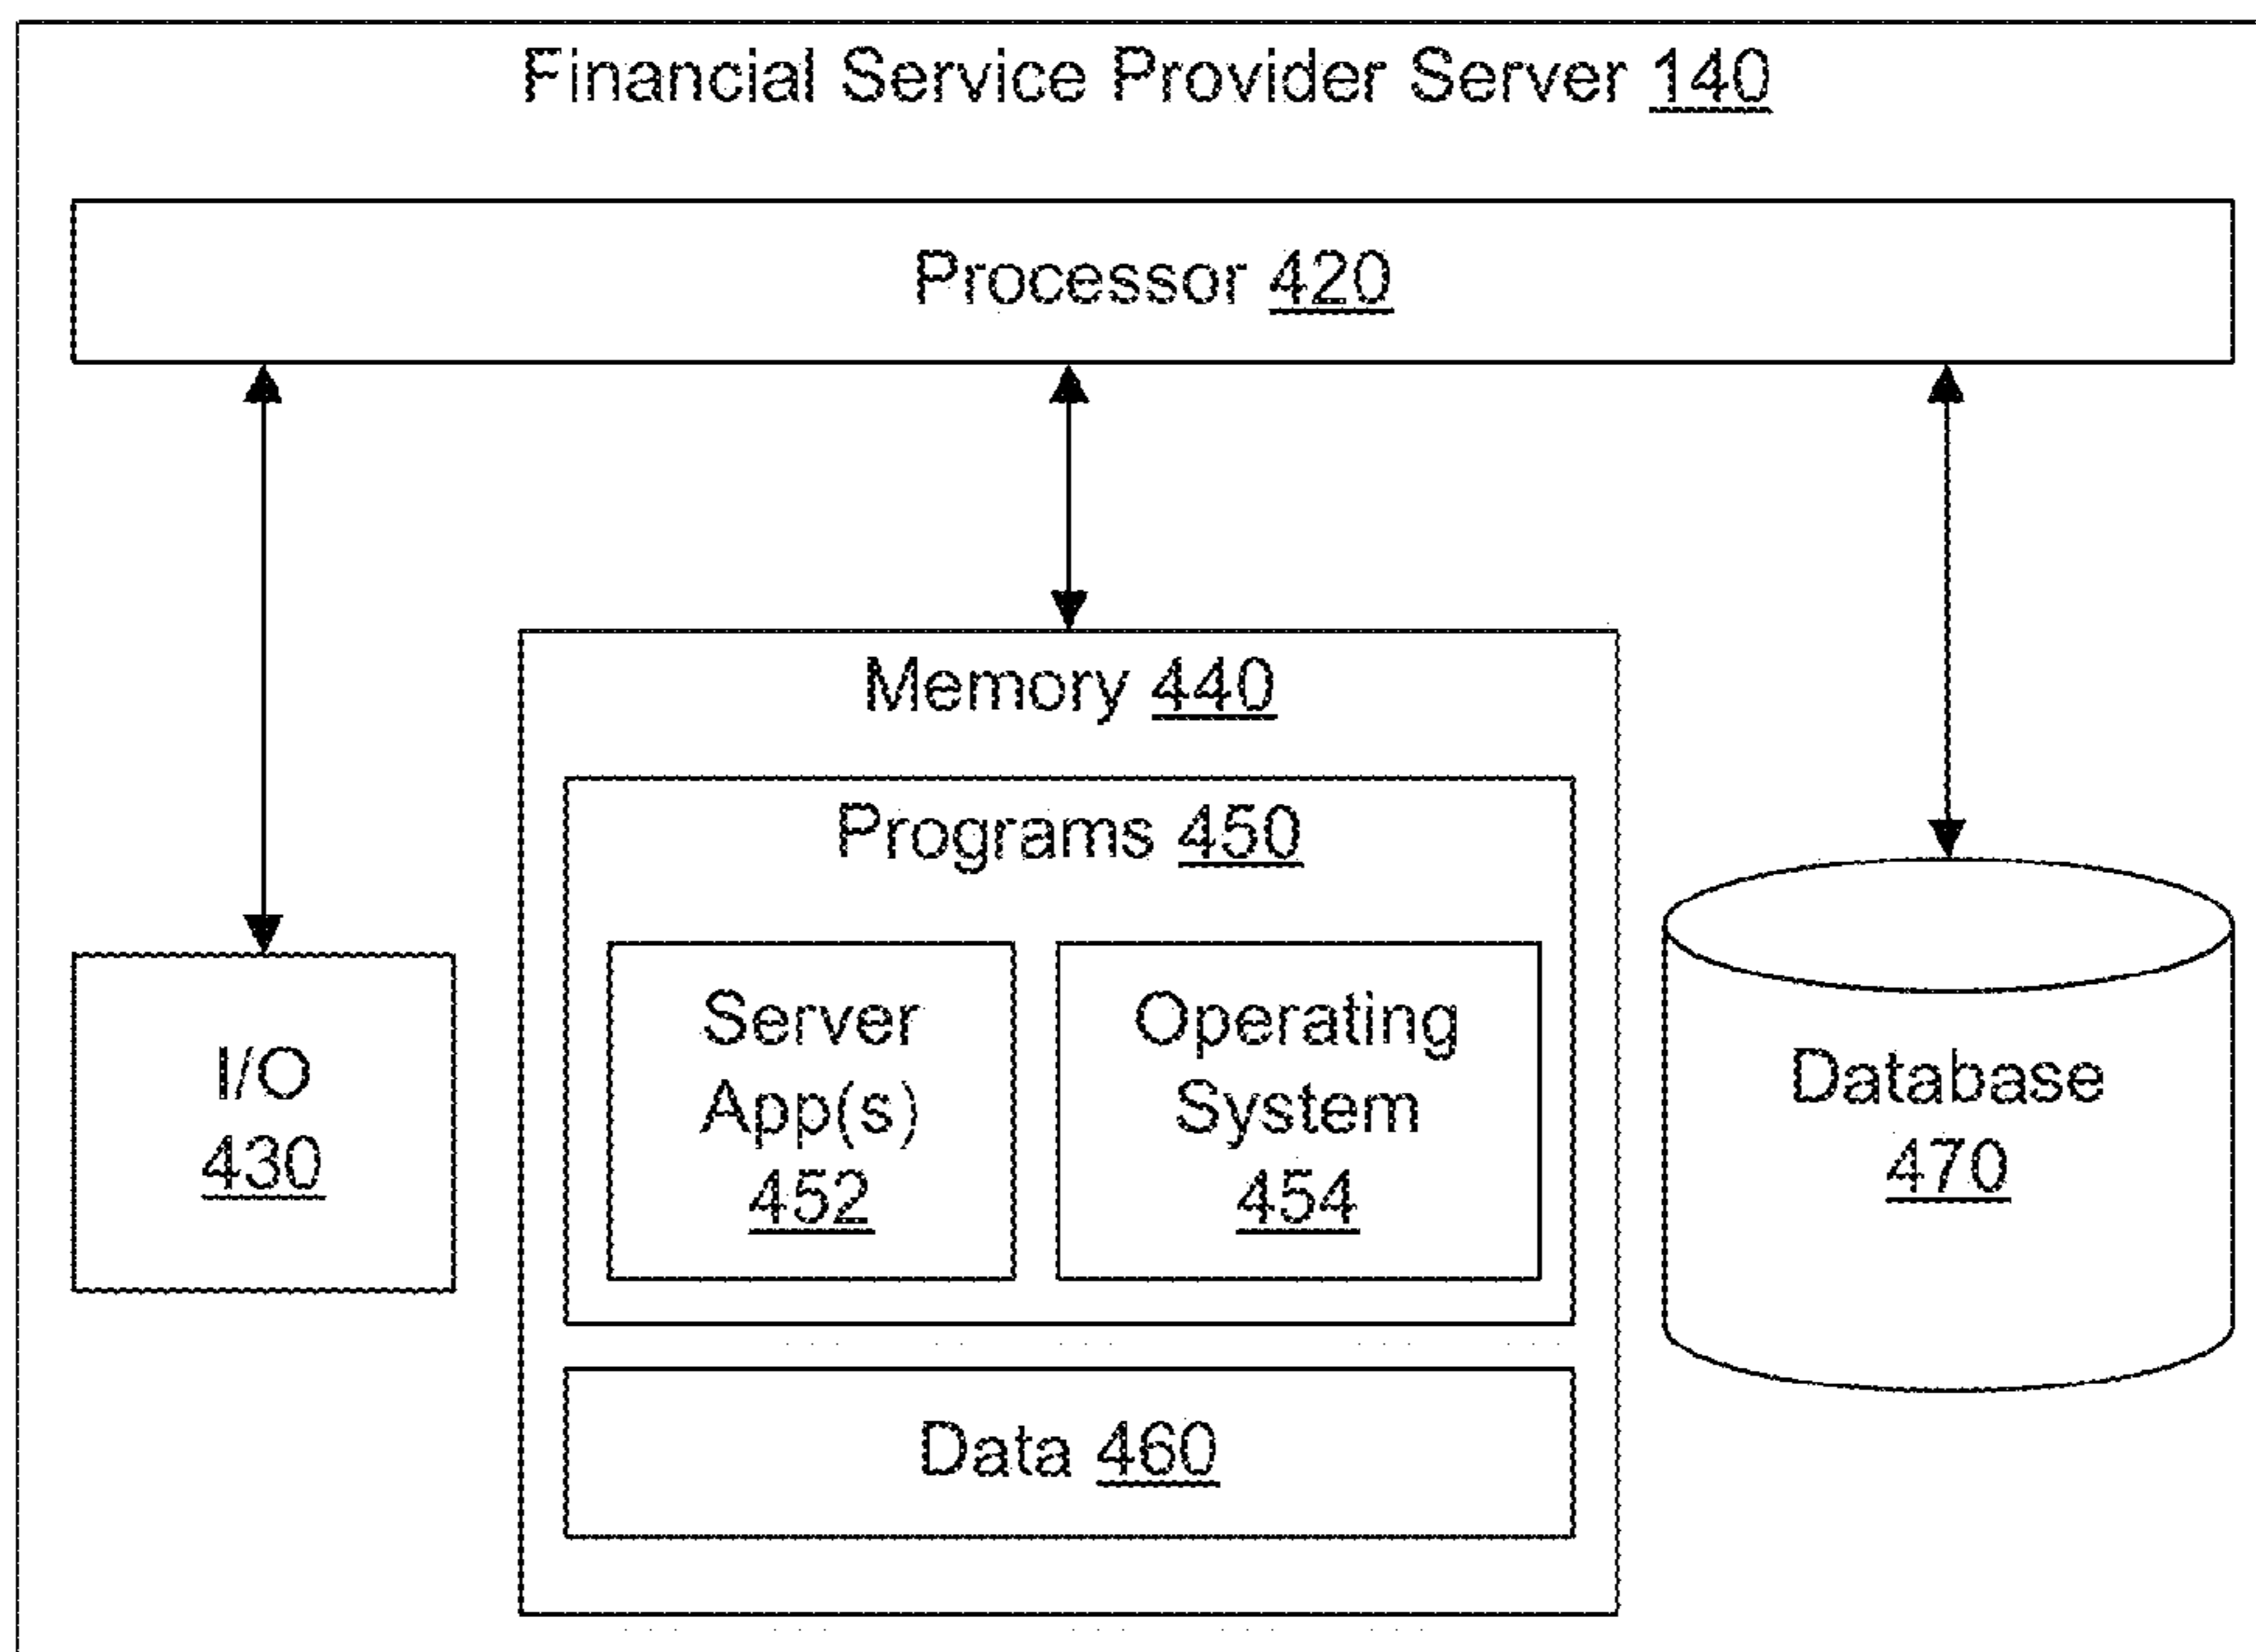 Financial Service Provider Server 140
Processor 420
Memory 440
Programs 450
Server
App(s)
452
Operating
System
454
I/O
430
Database
470
Data 460